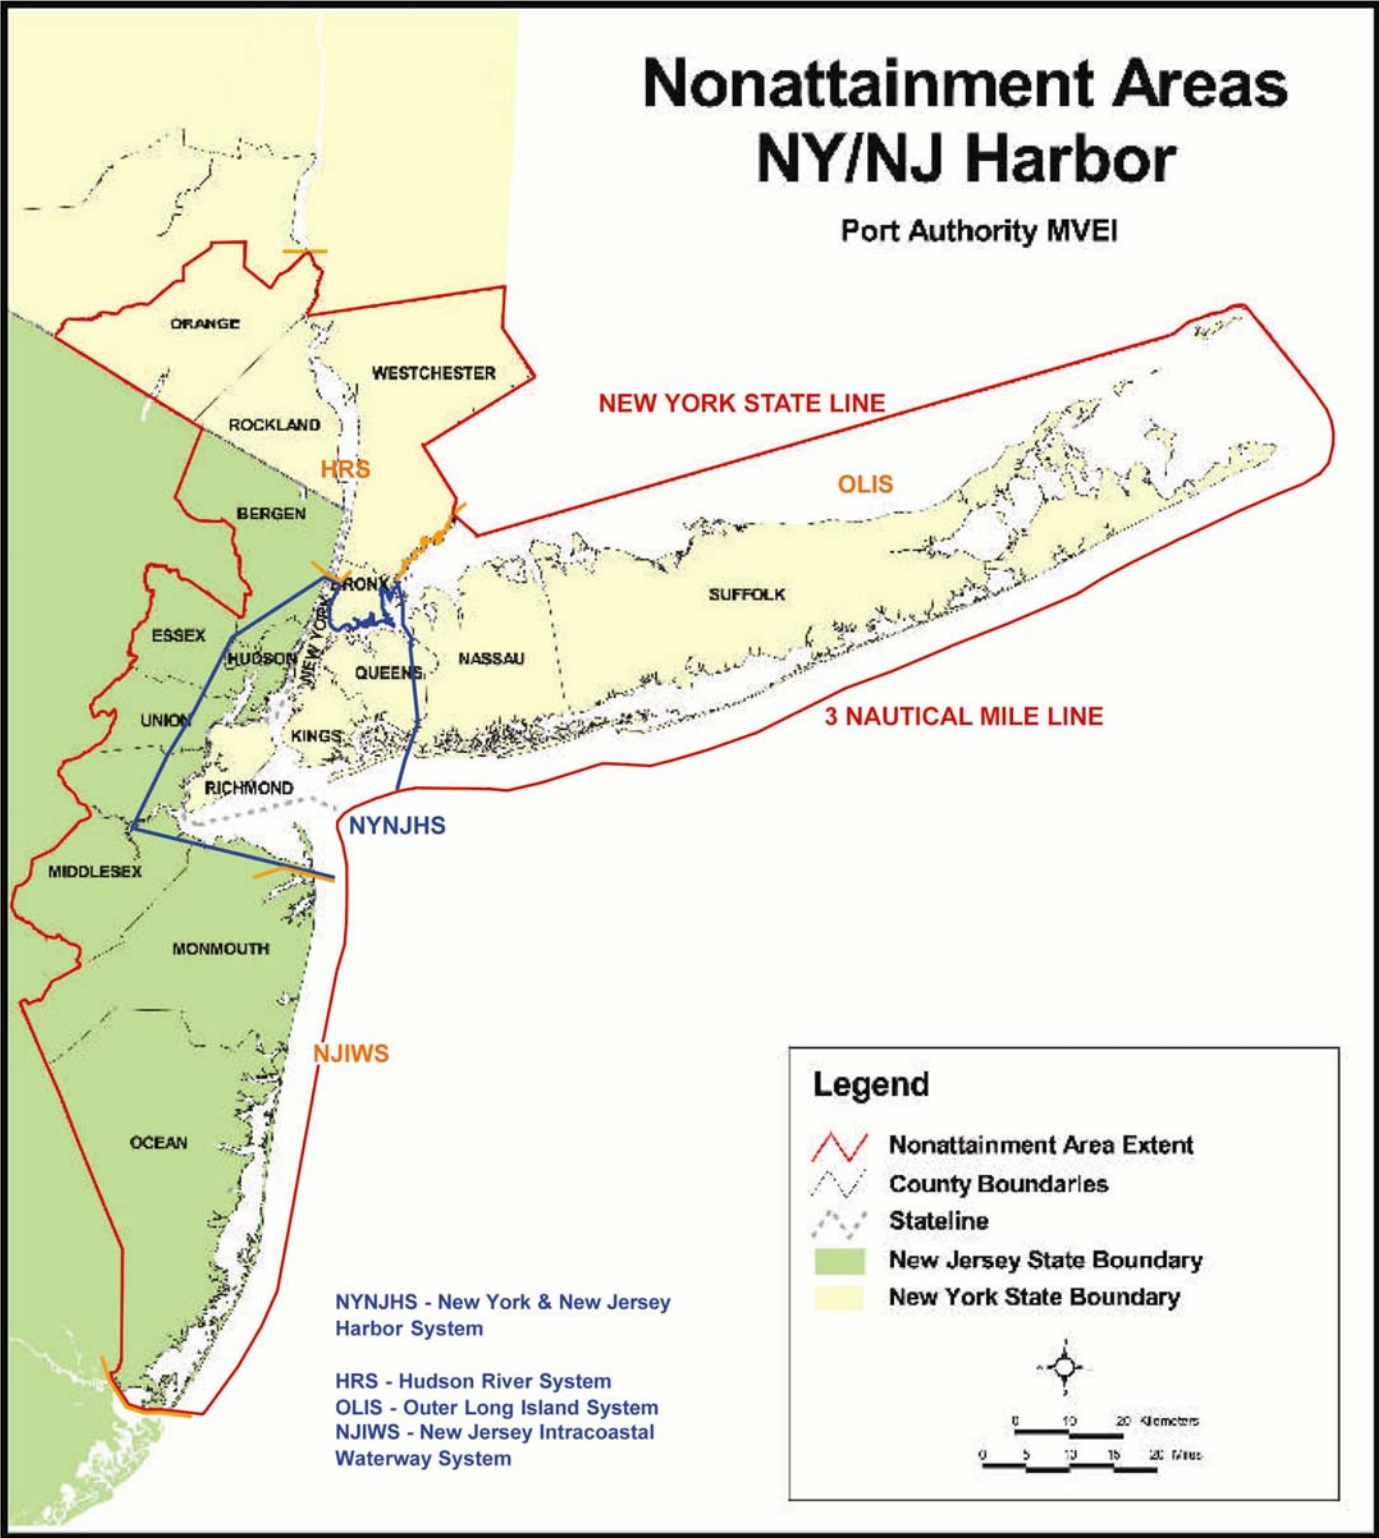 Nonattainment Areas
NY/NJ Harbor
Port Authority MVEI
ORANGE
WESTCHESTER
NEW YORK STATE LINE
ROCKLAND
HRS
OLIS
BERGEN
BRONX
SUFFOLK
ESSEX
NEW YORK
HUDSON
QUEENS
NASSAU
UNION
KINGS
3 NAUTICAL MILE LINE
RICHMOND
NYNJHS
MIDDLESEX
MONMOUTH
NJIWS
OCEAN
Legend
Nonattainment Area Extent
County Boundaries
Stateline
New Jersey State Boundary
New York State Boundary
0 10 20 Kilometers
0 5 10 15 20 Miles
NYNJHS - New York & New Jersey
Harbor System
HRS - Hudson River System
OLIS - Outer Long Island System
NJIWS - New Jersey Intracoastal
Waterway System